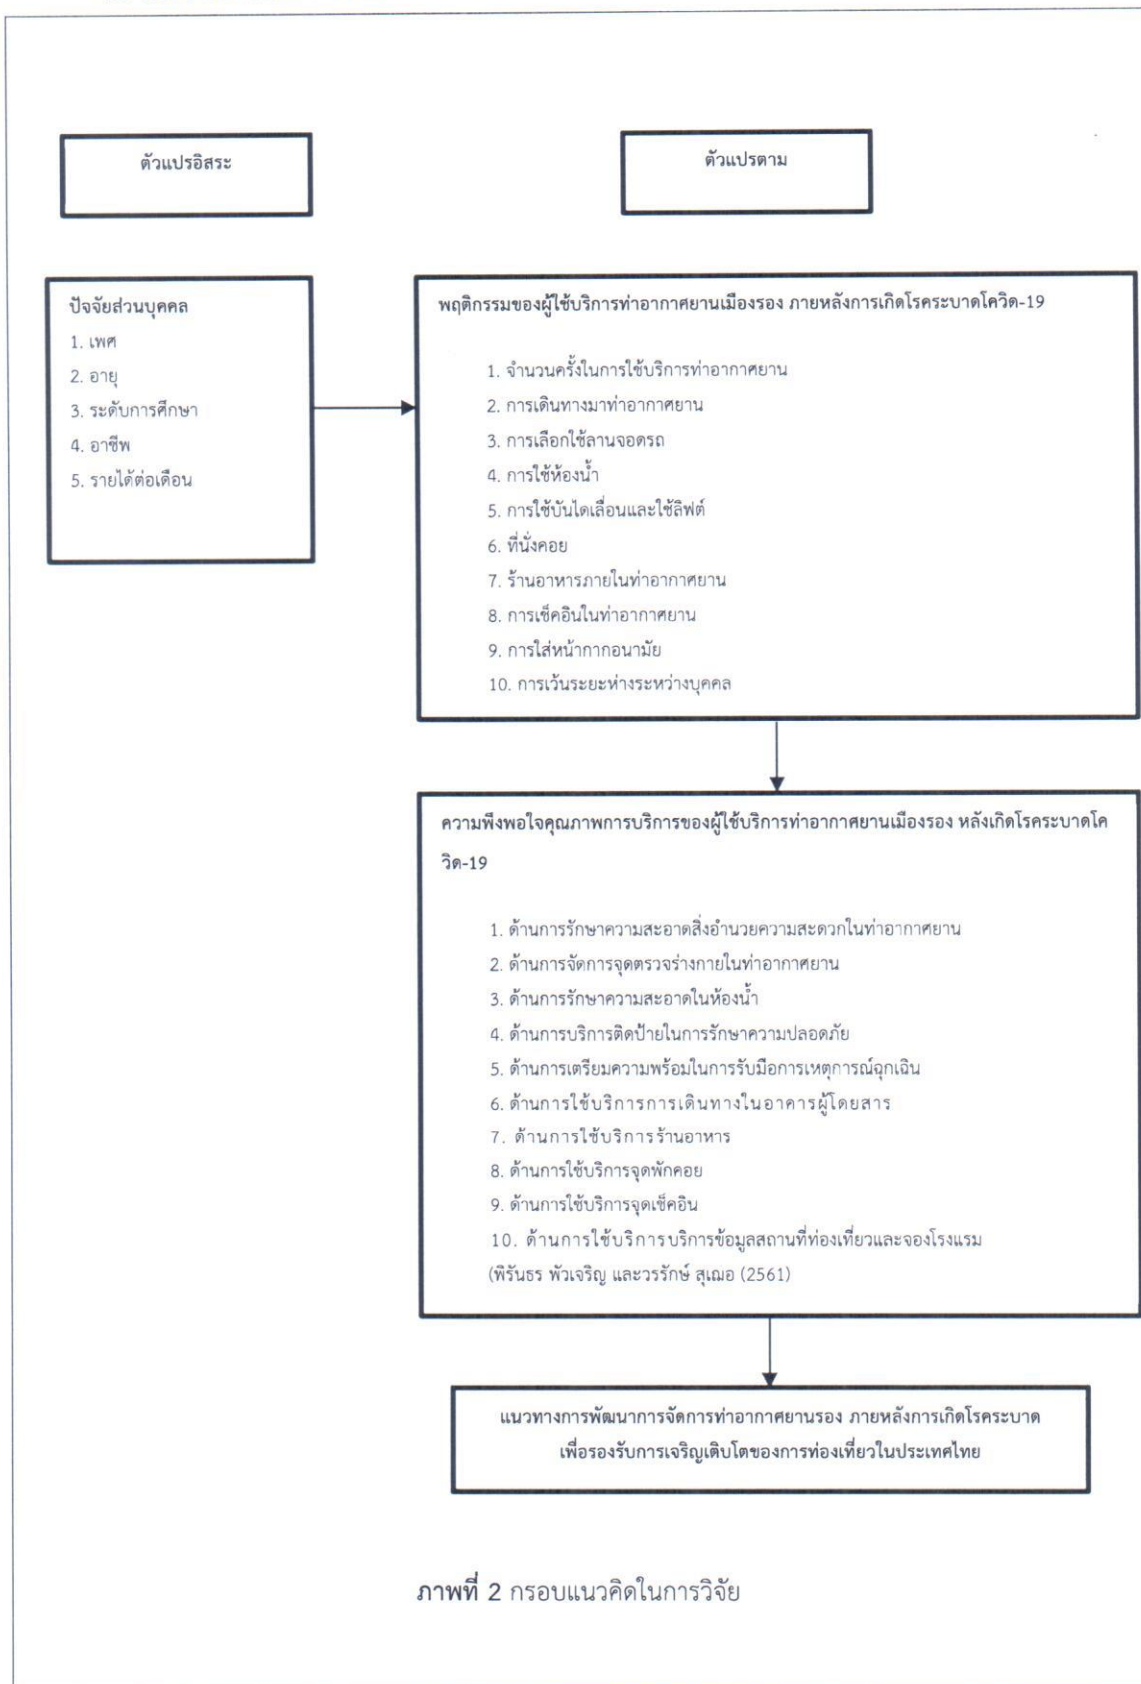 ตัวแปรอิสระ
ตัวแปรตาม
ปัจจัยส่วนบุคคล
1. เพศ
2. อายุ
3. ระดับการศึกษา
4. อาชีพ
5. รายได้ต่อเดือน
พฤติกรรมของผู้ใช้บริการท่าอากาศยานเมืองรอง ภายหลังการเกิดโรคระบาดโควิด-19
1. จำนวนครั้งในการใช้บริการท่าอากาศยาน
2. การเดินทางมาท่าอากาศยาน
3. การเลือกใช้ลานจอดรถ
4. การใช้ห้องน้ำ
5. การใช้บันไดเลื่อนและใช้ลิฟต์
6. ที่นั่งคอย
7. ร้านอาหารภายในท่าอากาศยาน
8. การเช็คอินในท่าอากาศยาน
9. การใส่หน้ากากอนามัย
10. การเว้นระยะห่างระหว่างบุคคล
ความพึงพอใจคุณภาพการบริการของผู้ใช้บริการท่าอากาศยานเมืองรอง หลังเกิดโรคระบาดโค
วิด-19
1. ด้านการรักษาความสะอาดสิ่งอำนวยความสะดวกในท่าอากาศยาน
2. ด้านการจัดการจุดตรวจร่างกายในท่าอากาศยาน
3. ด้านการรักษาความสะอาดในห้องน้ำ
4. ด้านการบริการติดป้ายในการรักษาความปลอดภัย
5. ด้านการเตรียมความพร้อมในการรับมือการเหตุการณ์ฉุกเฉิน
6. ด้านการใช้บริการการเดินทางในอาคารผู้โดยสาร
7. ด้านการใช้บริการร้านอาหาร
8. ด้านการใช้บริการจุดพักคอย
9. ด้านการใช้บริการจุดเช็คอิน
10. ด้านการใช้บริการบริการข้อมูลสถานที่ท่องเที่ยวและจองโรงแรม
(พิรันธร พัวเจริญ และวรรักษ์ สุเฌอ (2561)
แนวทางการพัฒนาการจัดการท่าอากาศยานรอง ภายหลังการเกิดโรคระบาด
เพื่อรองรับการเจริญเติบโตของการท่องเที่ยวในประเทศไทย
ภาพที่ 2 กรอบแนวคิดในการวิจัย